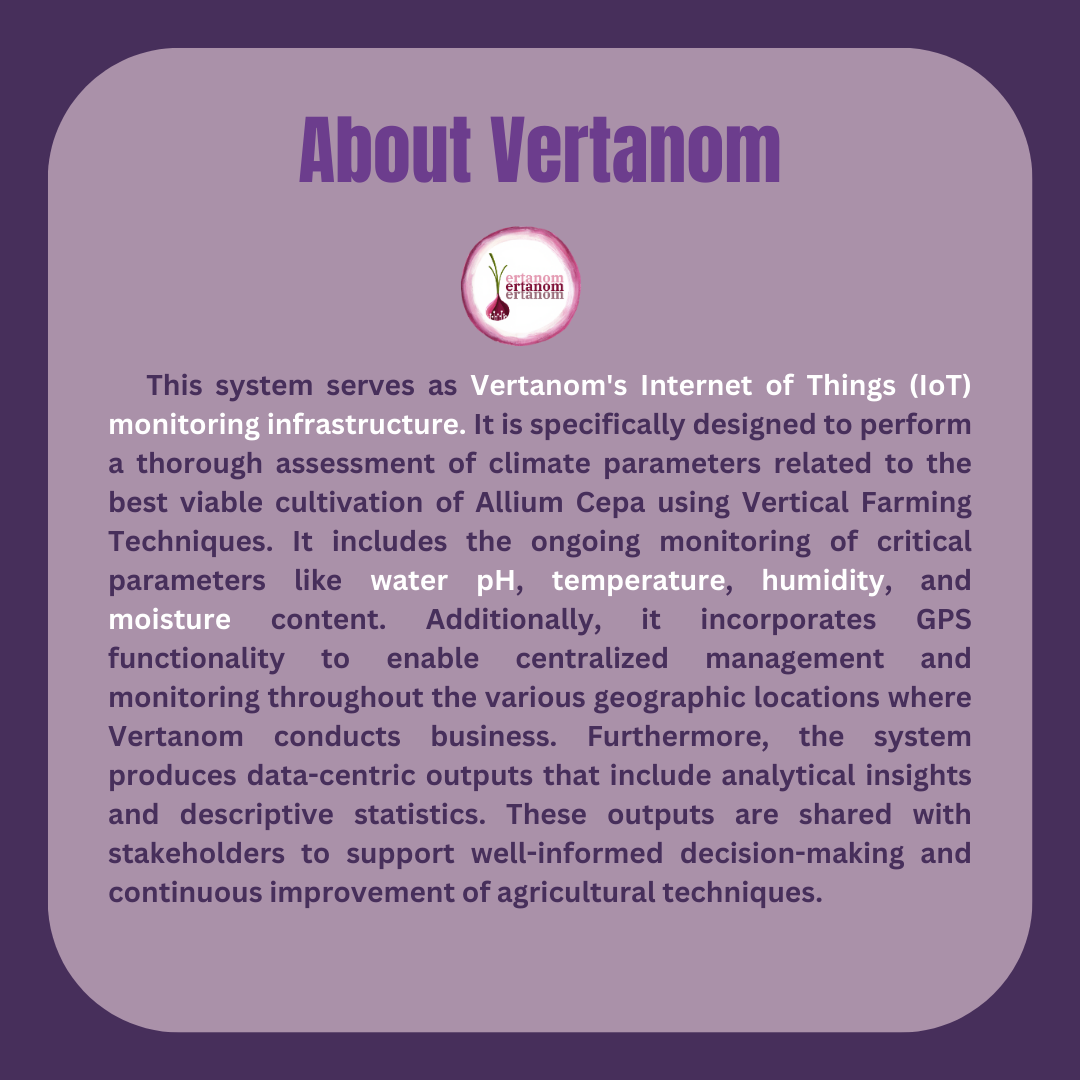 About Vertanom
ertanom
ertanom
ertanom
This system serves as Vertanom's Internet of Things (IoT)
monitoring infrastructure. It is specifically designed to perform
a thorough assessment of climate parameters related to the
best viable cultivation of Allium Cepa using Vertical Farming
Techniques. It includes the ongoing monitoring of critical
parameters like water pH, temperature, humidity, and
moisture content. Additionally, it incorporates GPS
functionality to enable centralized management and
monitoring throughout the various geographic locations where
Vertanom conducts business. Furthermore, the system
produces data-centric outputs that include analytical insights
and descriptive statistics. These outputs are shared with
stakeholders to support well-informed decision-making and
continuous improvement of agricultural techniques.